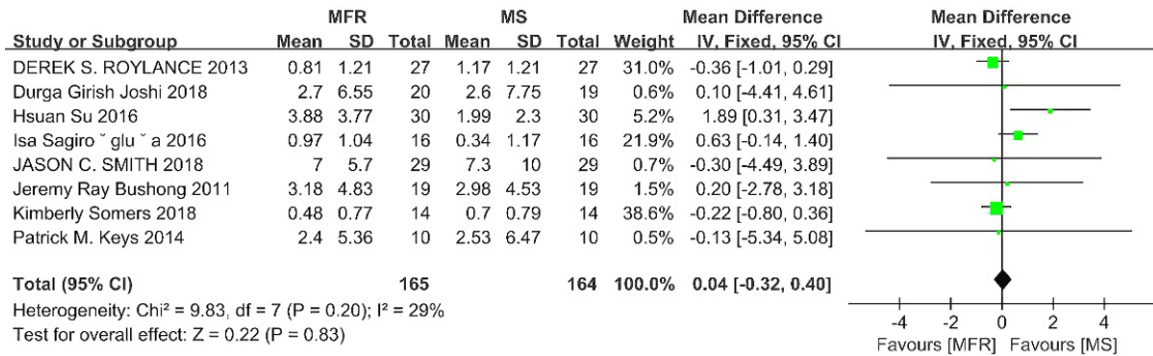 MFR MS Mean Difference Mean Difference
Study or Subgroup Mean SD Total Mean SD Total Weight IV, Fixed, 95% CI IV, Fixed, 95% CI
DEREK S. ROYLANCE 2013 0.81 1.21 27 1.17 1.21 27 31.0% -0.36 [-1.01, 0.29]
Durga Girish Joshi 2018 2.7 6.55 20 2.6 7.75 19 0.6% 0.10 [-4.41, 4.61]
Hsuan Su 2016 3.88 3.77 30 1.99 2.3 30 5.2% 1.89 [0.31, 3.47]
Isa Sagiro ˘ glu ˘ a 2016 0.97 1.04 16 0.34 1.17 16 21.9% 0.63 [-0.14, 1.40]
JASON C. SMITH 2018 7 5.7 29 7.3 10 29 0.7% -0.30 [-4.49, 3.89]
Jeremy Ray Bushong 2011 3.18 4.83 19 2.98 4.53 19 1.5% 0.20 [-2.78, 3.18]
Kimberly Somers 2018 0.48 0.77 14 0.7 0.79 14 38.6% -0.22 [-0.80, 0.36]
Patrick M. Keys 2014 2.4 5.36 10 2.53 6.47 10 0.5% -0.13 [-5.34, 5.08]
Total (95% CI) 165 164 100.0% 0.04 [-0.32, 0.40]
Heterogeneity: Chi² = 9.83, df = 7 (P = 0.20); I² = 29%
Test for overall effect: Z = 0.22 (P = 0.83)
-4 -2 0 2 4
Favours [MFR] Favours [MS]